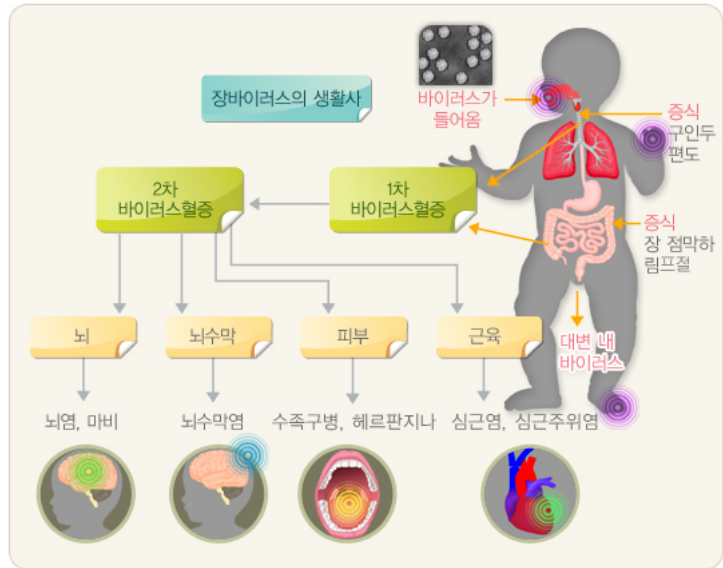 장바이러스의 생활사
바이러스가
들어옴
증식
구인두
편도
2차
바이러스혈증
1차
바이러스혈증
증식
장 점막하
림프절
대변 내
바이러스
뇌
뇌수막
피부
근육
뇌염, 마비
뇌수막염
수족구병, 헤르판지나
심근염, 심근주위염